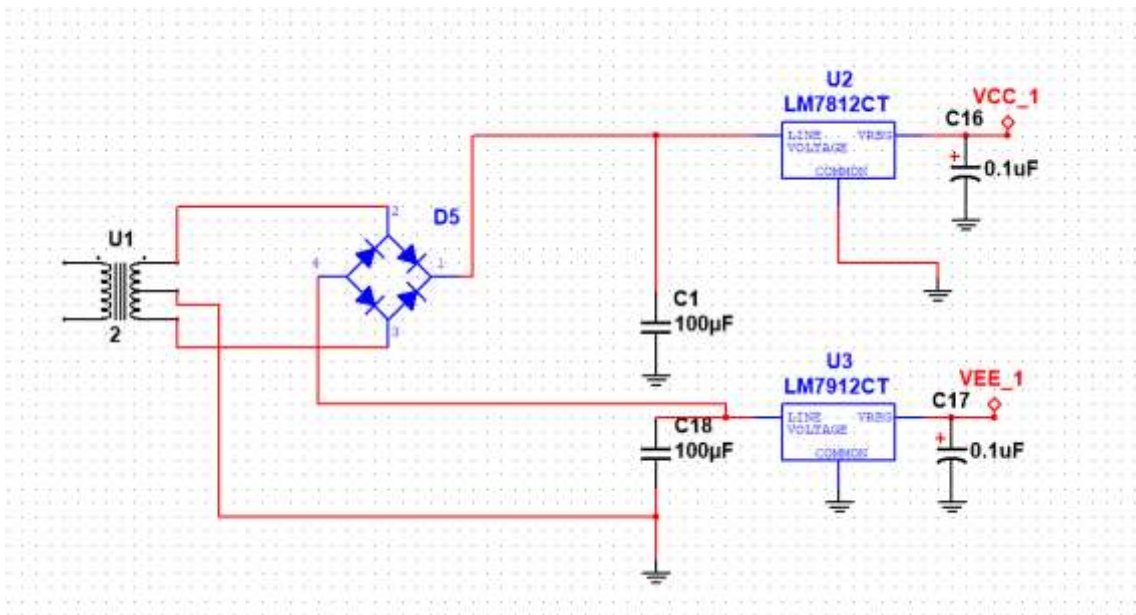 U2
LM7812CT
VCC_1
C16
LINE VREG
VOLTAGE
COMMON
+
0.1uF
2
D5
U1
4
1
3
2
C1
100µF
U3
LM7912CT
VEE_1
C17
LINE VREG
VOLTAGE
COMMON
+
0.1uF
C18
100µF